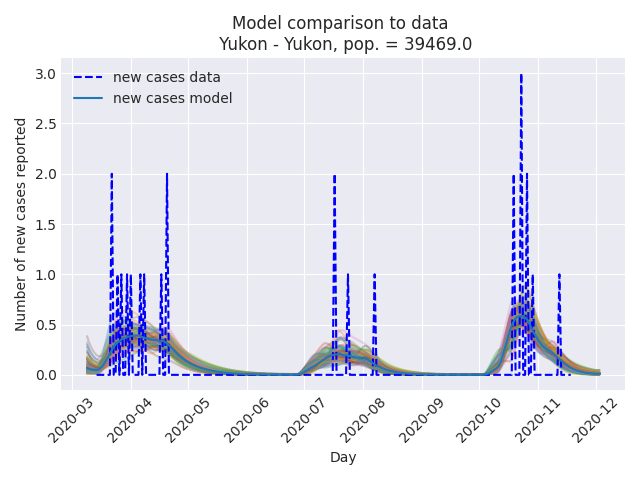 Model comparison to data
Yukon - Yukon, pop. = 39469.0
new cases data
new cases model
Number of new cases reported
3.0
2.5
2.0
1.5
1.0
0.5
0.0
2020-03
2020-04
2020-05
2020-06
2020-07
2020-08
2020-09
2020-10
2020-11
2020-12
Day